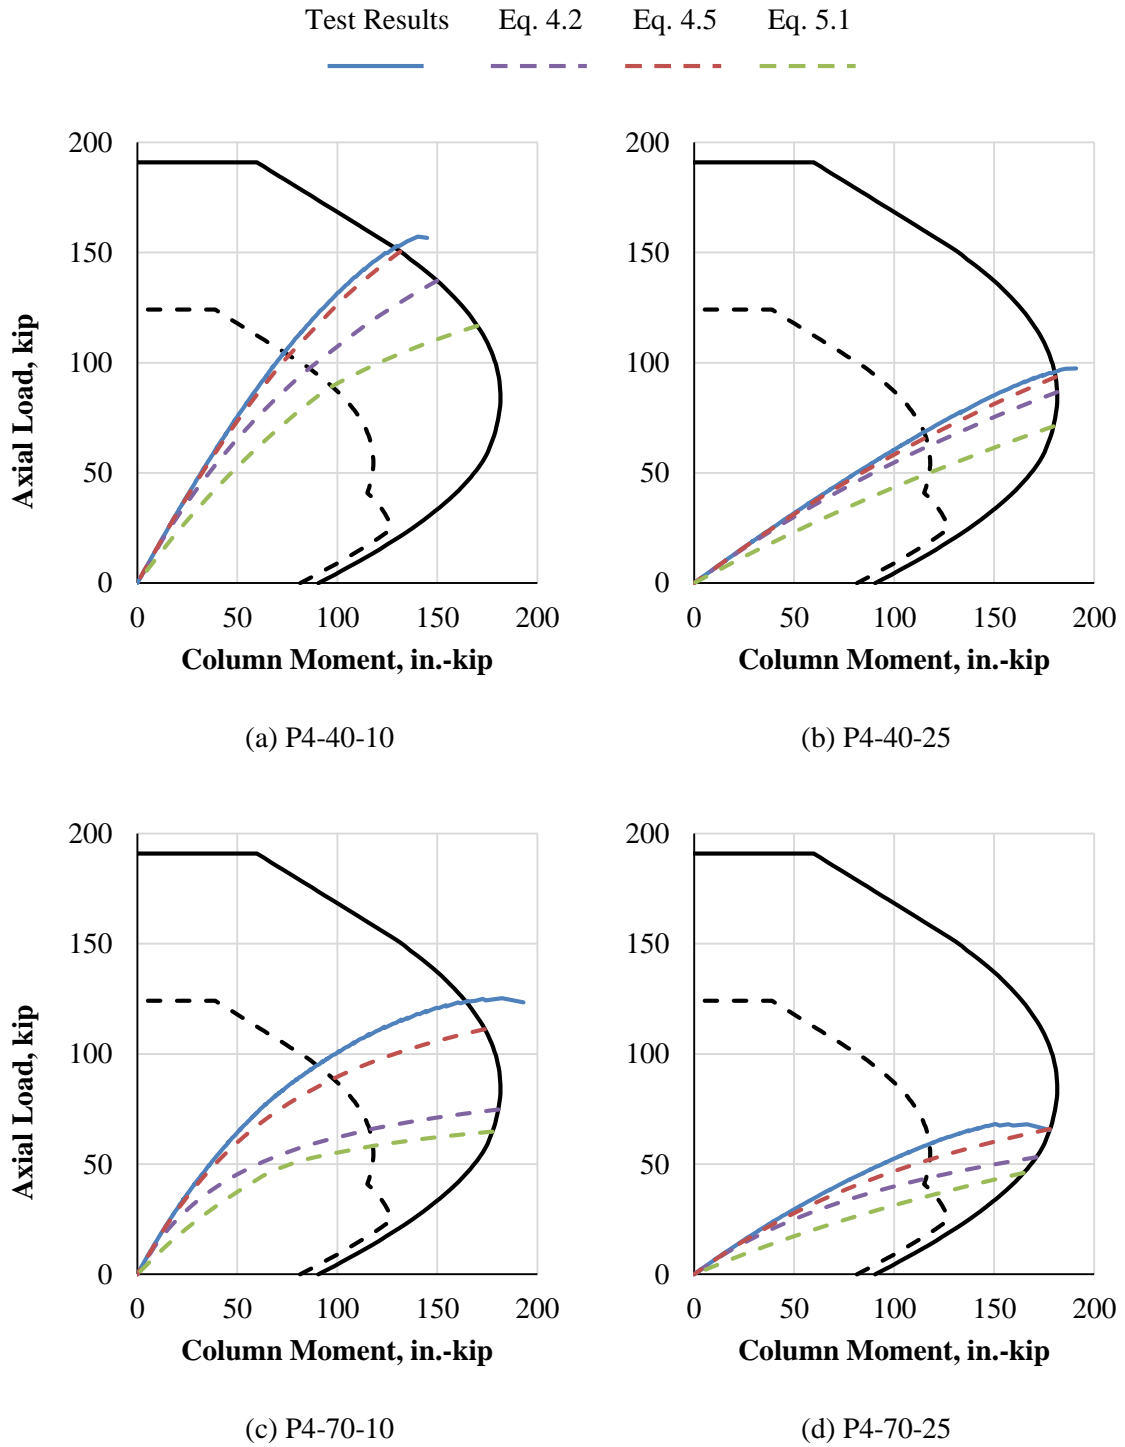 Test Results Eq. 4.2 Eq. 4.5 Eq. 5.1
200
150
100
50
0
0 50 100 150 200
Axial Load, kip
Column Moment, in.-kip
(a) P4-40-10
200
150
100
50
0
0 50 100 150 200
Column Moment, in.-kip
(b) P4-40-25
200
150
100
50
0
0 50 100 150 200
Axial Load, kip
Column Moment, in.-kip
(c) P4-70-10
200
150
100
50
0
0 50 100 150 200
Column Moment, in.-kip
(d) P4-70-25